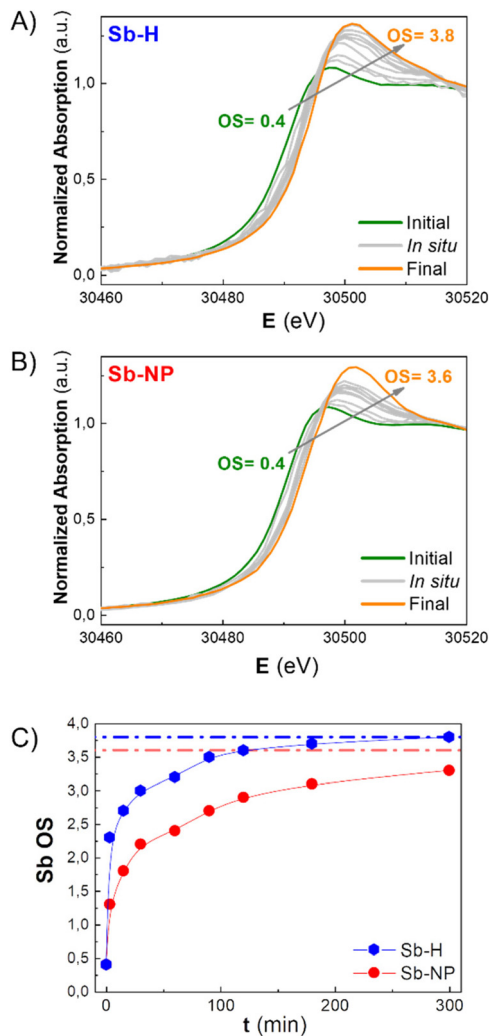 A)
Sb-H
OS= 3.8
OS= 0.4
Normalized Absorption (a.u.)
1,0
0,5
0,0
Initial
In situ
Final
30460 30480 30500 30520
E (eV)
B)
Sb-NP
OS= 3.6
OS= 0.4
Normalized Absorption (a.u.)
1,0
0,5
0,0
Initial
In situ
Final
30460 30480 30500 30520
E (eV)
C)
Sb OS
4,0
3,5
3,0
2,5
2,0
1,5
1,0
0,5
0,0
Sb-H
Sb-NP
0 100 200 300
t (min)